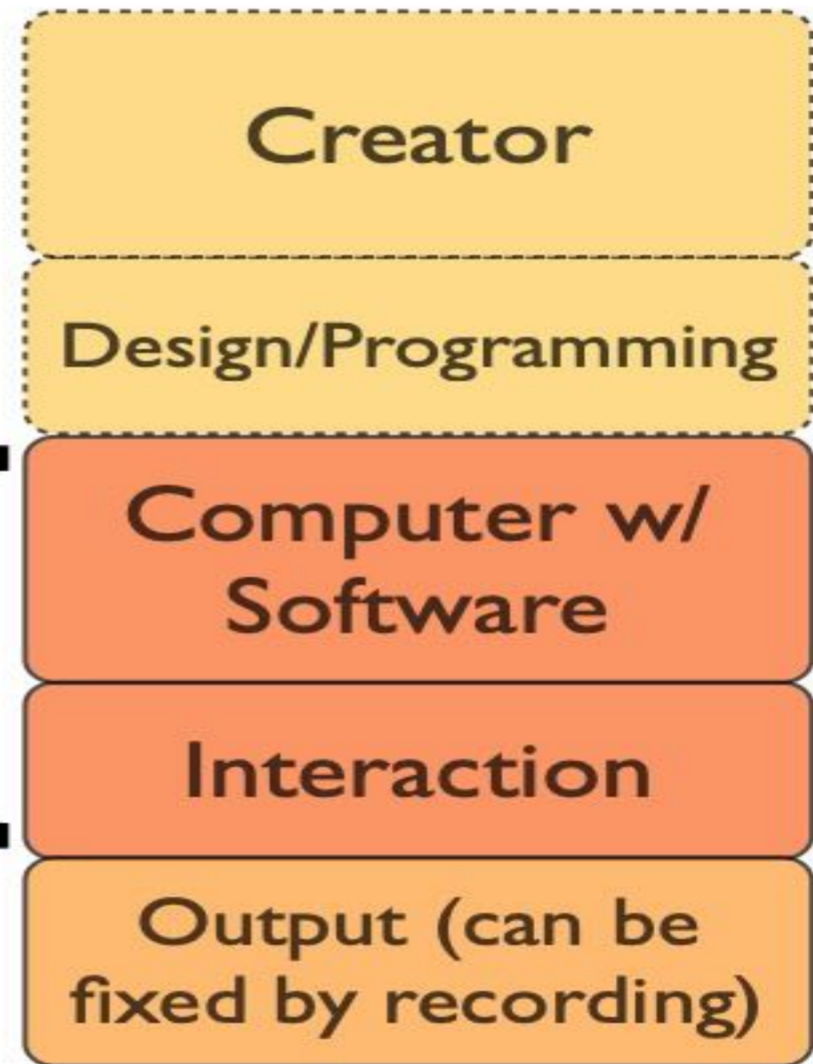 Creator
Design/Programming
Computer w/
Software
Interaction
Output (can be
fixed by recording)